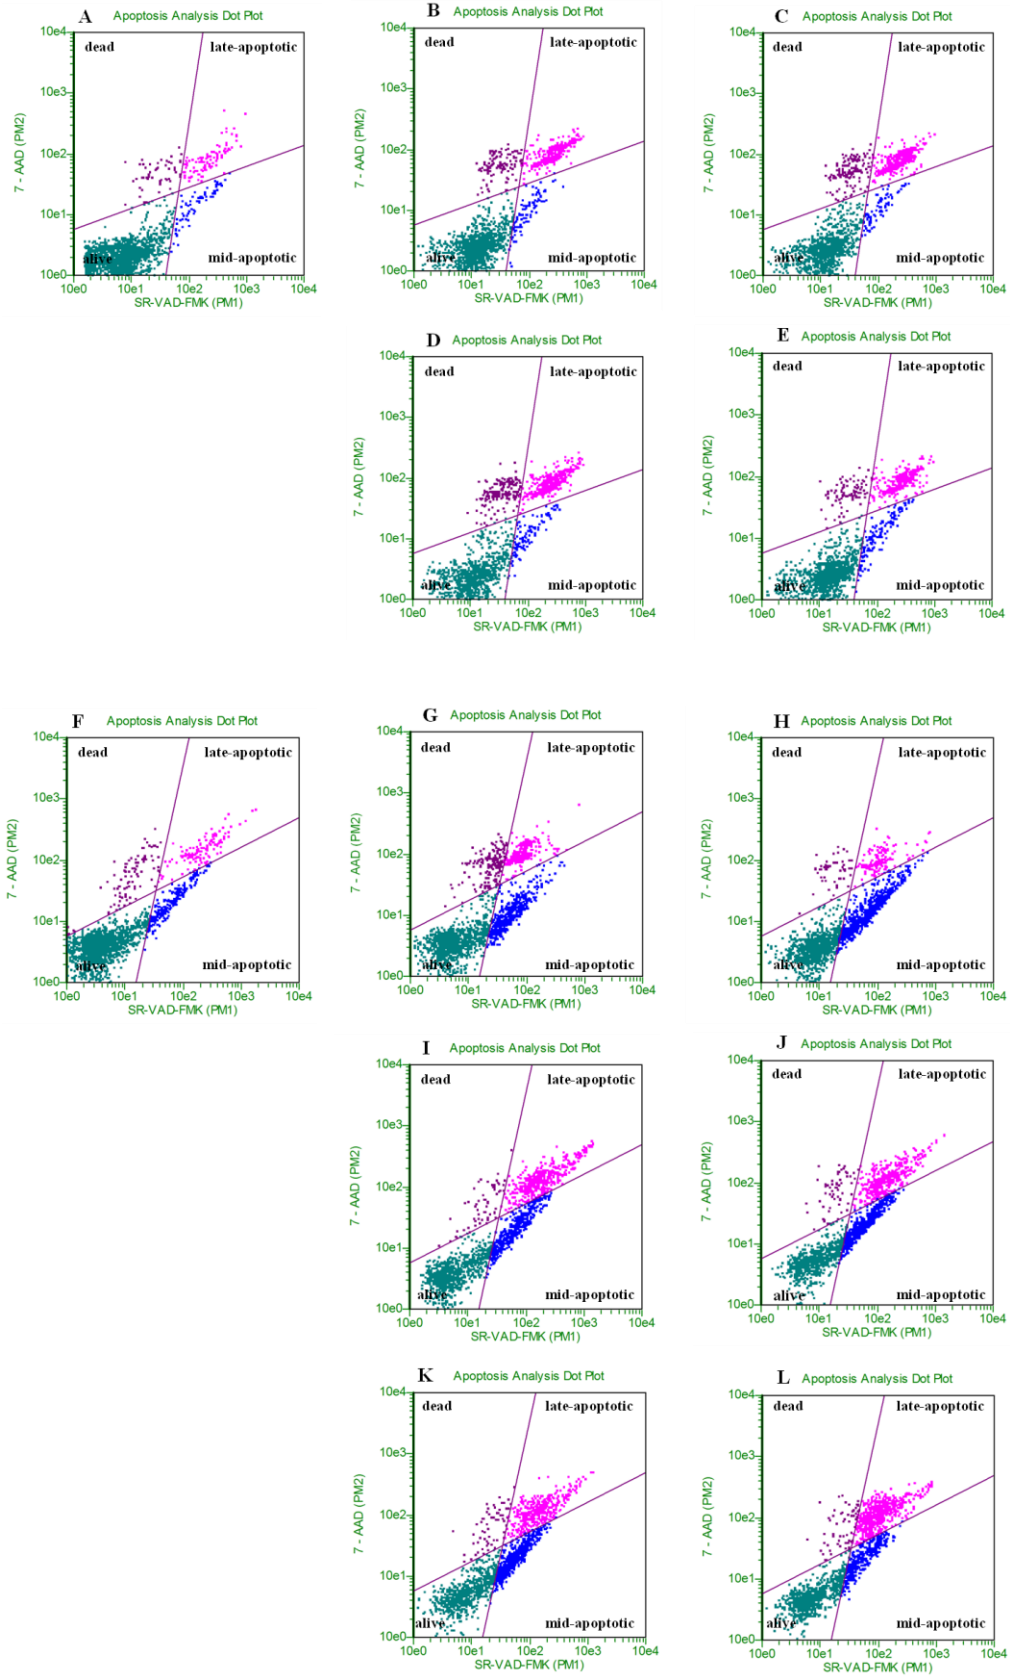 A Apoptosis Analysis Dot Plot
10e4
dead late-apoptotic
10e3
7 - AAD (PM2)
10e2
10e1
alive mid-apoptotic
10e0
10e0 10e1 10e2 10e3 10e4
SR-VAD-FMK (PM1)
B Apoptosis Analysis Dot Plot
10e4
dead late-apoptotic
10e3
7 - AAD (PM2)
10e2
10e1
alive mid-apoptotic
10e0
10e0 10e1 10e2 10e3 10e4
SR-VAD-FMK (PM1)
C Apoptosis Analysis Dot Plot
10e4
dead late-apoptotic
10e3
7 - AAD (PM2)
10e2
10e1
alive mid-apoptotic
10e0
10e0 10e1 10e2 10e3 10e4
SR-VAD-FMK (PM1)
D Apoptosis Analysis Dot Plot
10e4
dead late-apoptotic
10e3
7 - AAD (PM2)
10e2
10e1
alive mid-apoptotic
10e0
10e0 10e1 10e2 10e3 10e4
SR-VAD-FMK (PM1)
E Apoptosis Analysis Dot Plot
10e4
dead late-apoptotic
10e3
7 - AAD (PM2)
10e2
10e1
alive mid-apoptotic
10e0
10e0 10e1 10e2 10e3 10e4
SR-VAD-FMK (PM1)
F Apoptosis Analysis Dot Plot
10e4
dead late-apoptotic
10e3
7 - AAD (PM2)
10e2
10e1
alive mid-apoptotic
10e0
10e0 10e1 10e2 10e3 10e4
SR-VAD-FMK (PM1)
G Apoptosis Analysis Dot Plot
10e4
dead late-apoptotic
10e3
7 - AAD (PM2)
10e2
10e1
alive mid-apoptotic
10e0
10e0 10e1 10e2 10e3 10e4
SR-VAD-FMK (PM1)
H Apoptosis Analysis Dot Plot
10e4
dead late-apoptotic
10e3
7 - AAD (PM2)
10e2
10e1
alive mid-apoptotic
10e0
10e0 10e1 10e2 10e3 10e4
SR-VAD-FMK (PM1)
I Apoptosis Analysis Dot Plot
10e4
dead late-apoptotic
10e3
7 - AAD (PM2)
10e2
10e1
alive mid-apoptotic
10e0
10e0 10e1 10e2 10e3 10e4
SR-VAD-FMK (PM1)
J Apoptosis Analysis Dot Plot
10e4
dead late-apoptotic
10e3
7 - AAD (PM2)
10e2
10e1
alive mid-apoptotic
10e0
10e0 10e1 10e2 10e3 10e4
SR-VAD-FMK (PM1)
K Apoptosis Analysis Dot Plot
10e4
dead late-apoptotic
10e3
7 - AAD (PM2)
10e2
10e1
alive mid-apoptotic
10e0
10e0 10e1 10e2 10e3 10e4
SR-VAD-FMK (PM1)
L Apoptosis Analysis Dot Plot
10e4
dead late-apoptotic
10e3
7 - AAD (PM2)
10e2
10e1
alive mid-apoptotic
10e0
10e0 10e1 10e2 10e3 10e4
SR-VAD-FMK (PM1)